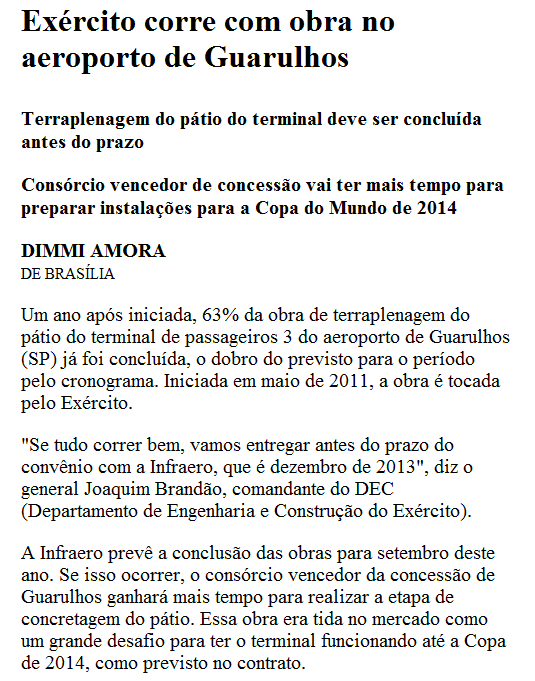 Exército corre com obra no
aeroporto de Guarulhos
Terraplenagem do pátio do terminal deve ser concluída
antes do prazo
Consórcio vencedor de concessão vai ter mais tempo para
preparar instalações para a Copa do Mundo de 2014
DIMMI AMORA
DE BRASÍLIA
Um ano após iniciada, 63% da obra de terraplenagem do
pátio do terminal de passageiros 3 do aeroporto de Guarulhos
(SP) já foi concluída, o dobro do previsto para o período
pelo cronograma. Iniciada em maio de 2011, a obra é tocada
pelo Exército.
"Se tudo correr bem, vamos entregar antes do prazo do
convênio com a Infraero, que é dezembro de 2013", diz o
general Joaquim Brandão, comandante do DEC
(Departamento de Engenharia e Construção do Exército).
A Infraero prevê a conclusão das obras para setembro deste
ano. Se isso ocorrer, o consórcio vencedor da concessão de
Guarulhos ganhará mais tempo para realizar a etapa de
concretagem do pátio. Essa obra era tida no mercado como
um grande desafio para ter o terminal funcionando até a Copa
de 2014, como previsto no contrato.